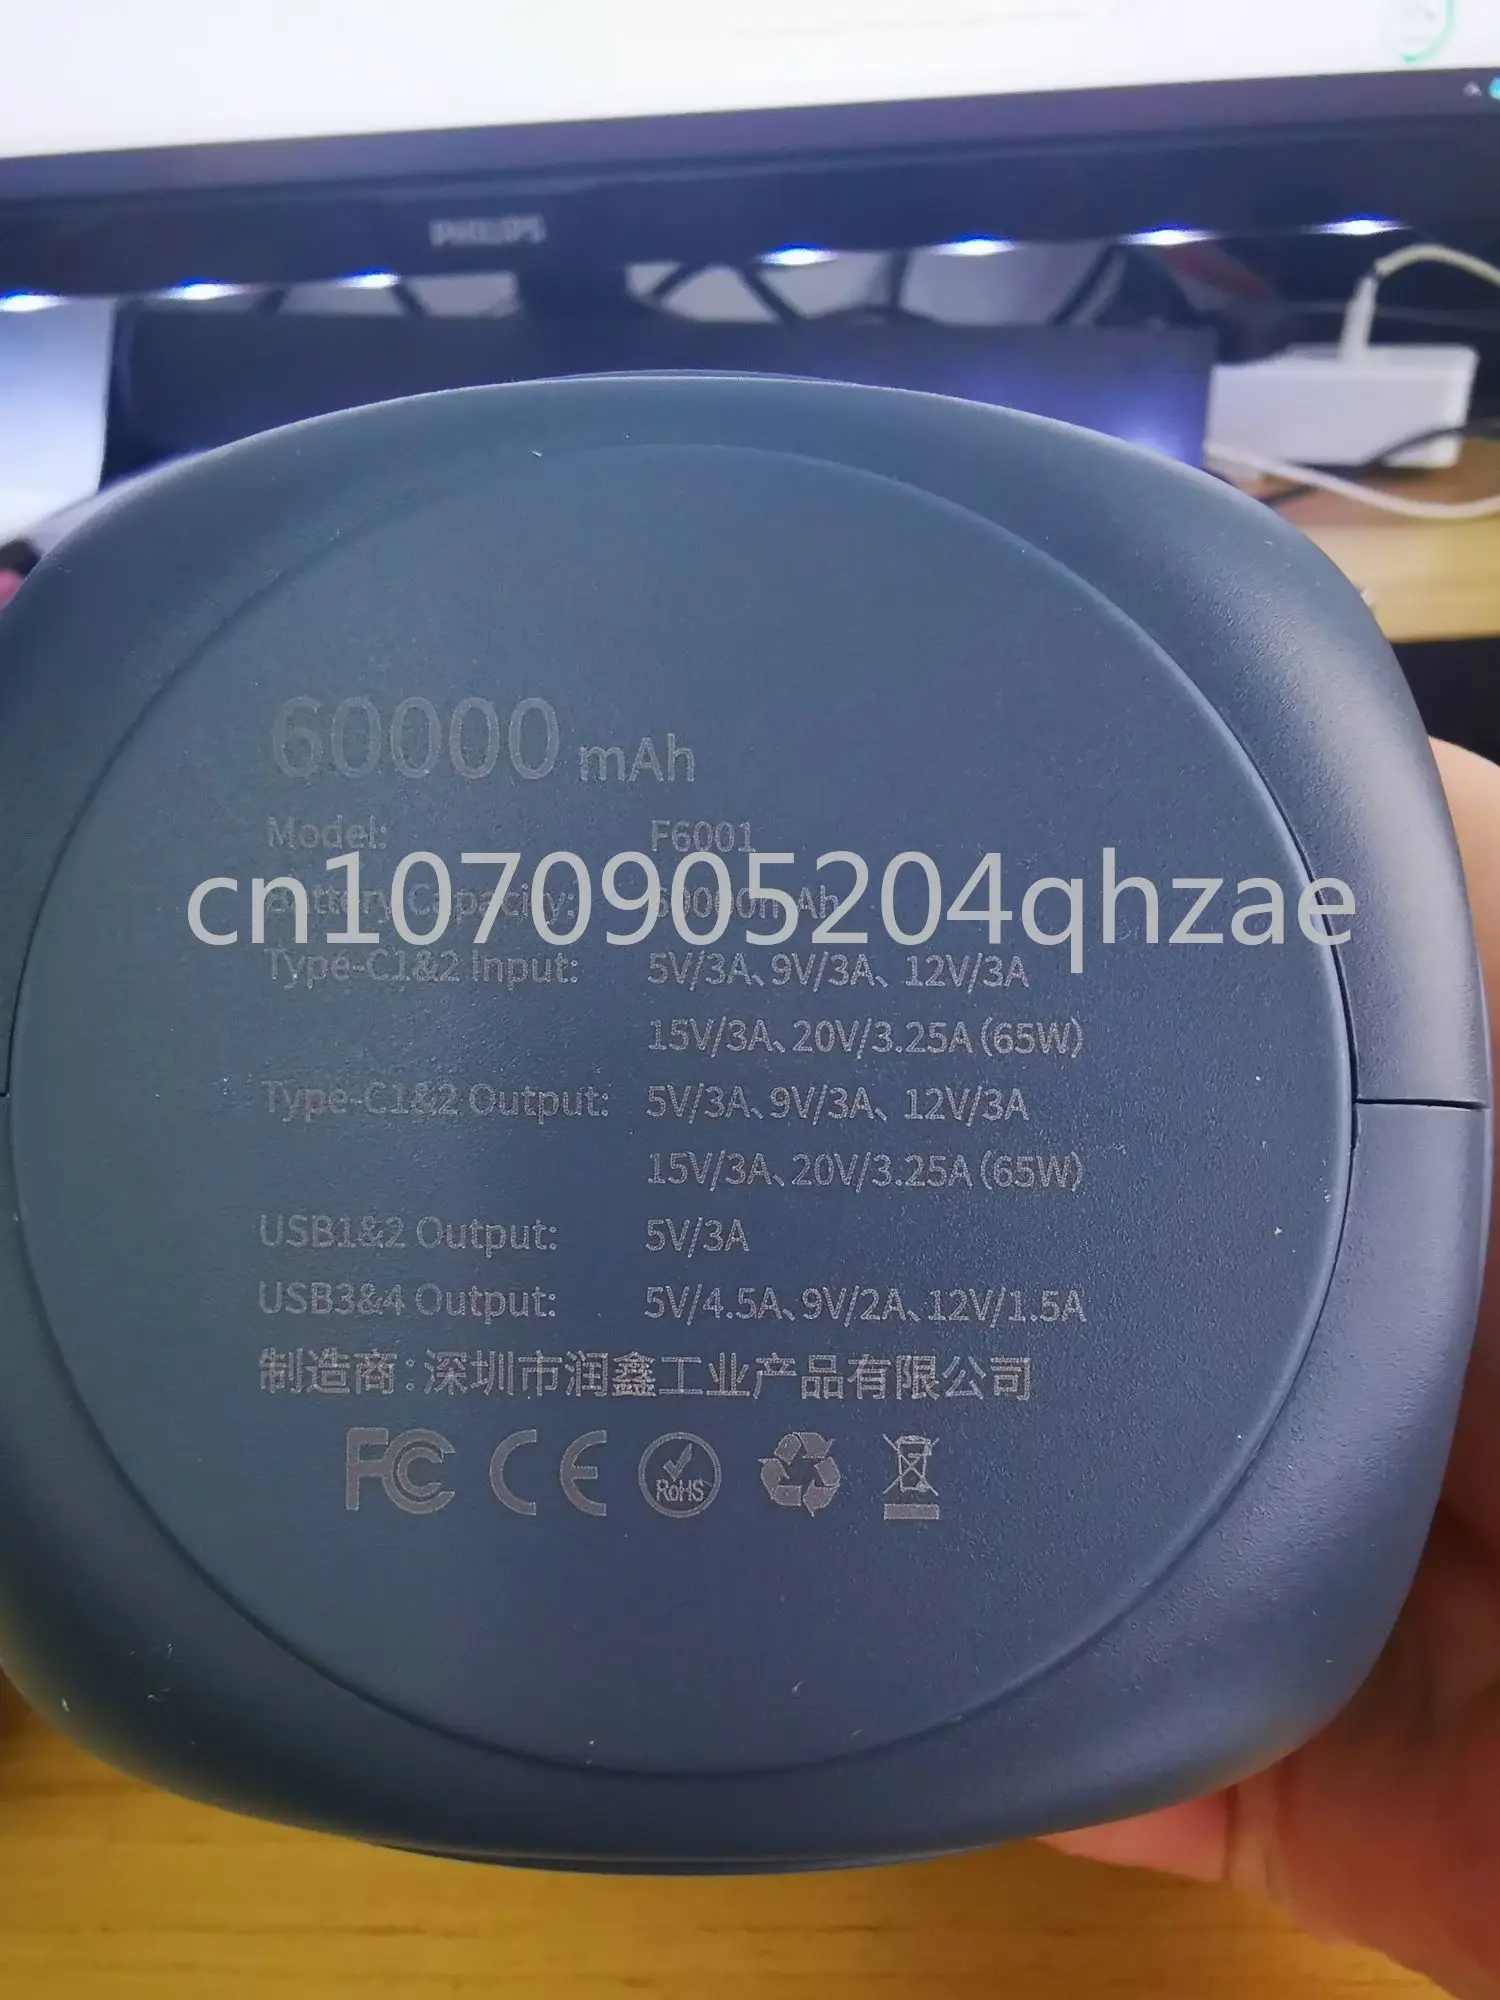 PHILIPS
60000 mAh
Model: F6001
Battery Capacity: 60000mAh
cn1070905204qhzae
Type-C1&2 Input: 5V/3A、9V/3A、12V/3A
15V/3A、20V/3.25A(65W)
Type-C1&2 Output: 5V/3A、9V/3A、12V/3A
15V/3A、20V/3.25A(65W)
USB1&2 Output: 5V/3A
USB3&4 Output: 5V/4.5A、9V/2A、12V/1.5A
制造商:深圳市润鑫工业产品有限公司
FC CE RoHS